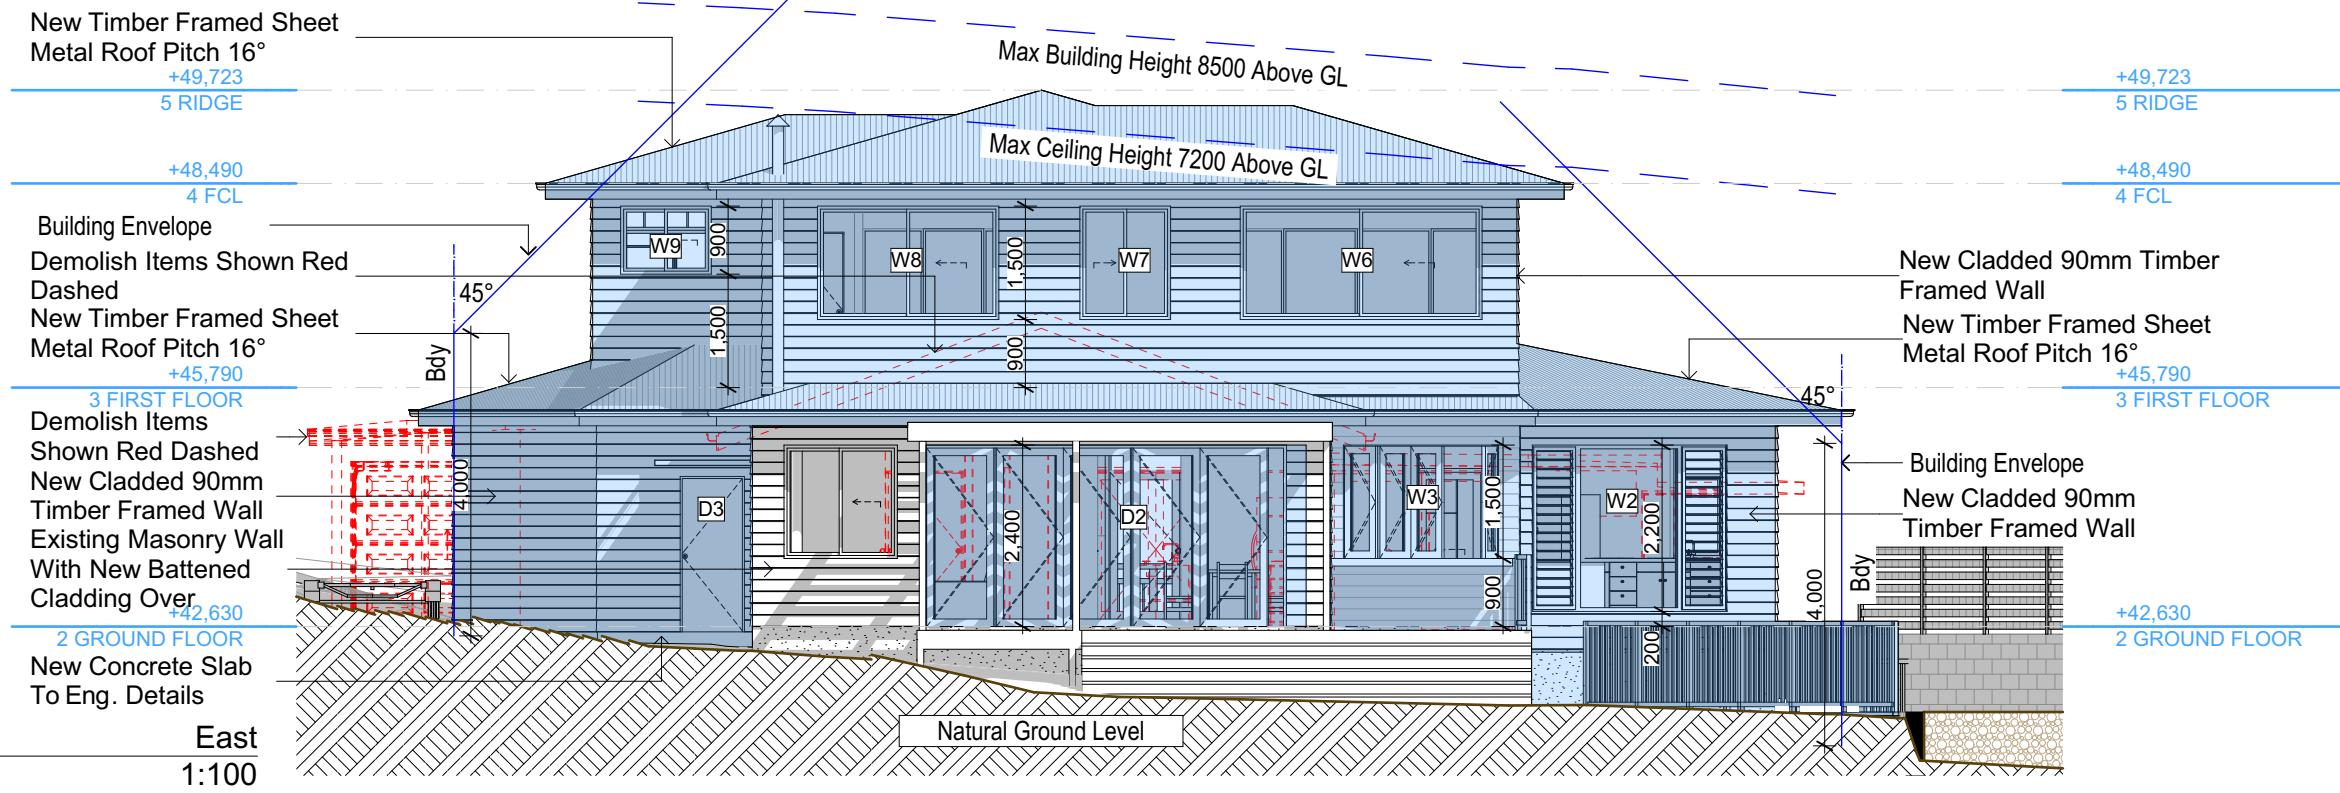 New Timber Framed Sheet
Metal Roof Pitch 16°
+49,723
5 RIDGE
+48,490
4 FCL
Building Envelope
Demolish Items Shown Red
Dashed
New Timber Framed Sheet
Metal Roof Pitch 16°
+45,790
3 FIRST FLOOR
Demolish Items
Shown Red Dashed
New Cladded 90mm
Timber Framed Wall
Existing Masonry Wall
With New Battened
Cladding Over
+42,630
2 GROUND FLOOR
New Concrete Slab
To Eng. Details
East
1:100
Max Building Height 8500 Above GL
Max Ceiling Height 7200 Above GL
45°
Bdy
4,000
W9
900
1,500
W8
1,500
900
W7
W6
D3
2,400
D2
W3
1,500
900
W2
2,200
200
Natural Ground Level
45°
4,000
Bdy
+49,723
5 RIDGE
+48,490
4 FCL
New Cladded 90mm Timber
Framed Wall
New Timber Framed Sheet
Metal Roof Pitch 16°
+45,790
3 FIRST FLOOR
Building Envelope
New Cladded 90mm
Timber Framed Wall
+42,630
2 GROUND FLOOR